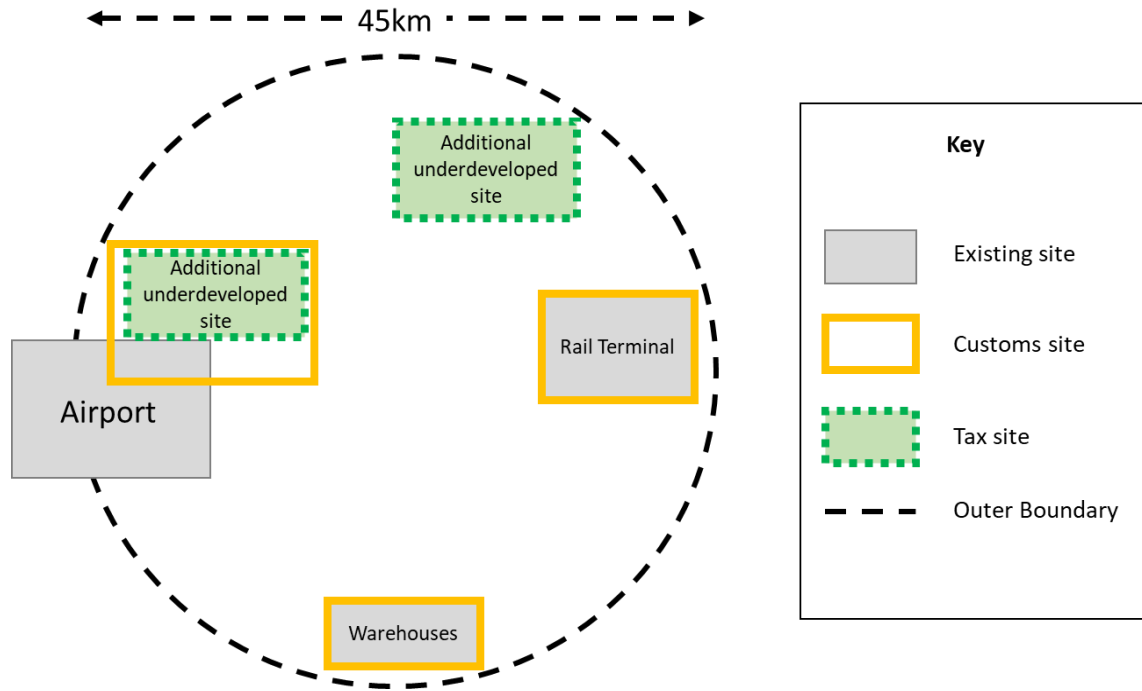 45km
Additional
underdeveloped
site
Additional
underdeveloped
site
Rail Terminal
Airport
Warehouses
Key
Existing site
Customs site
Tax site
Outer Boundary